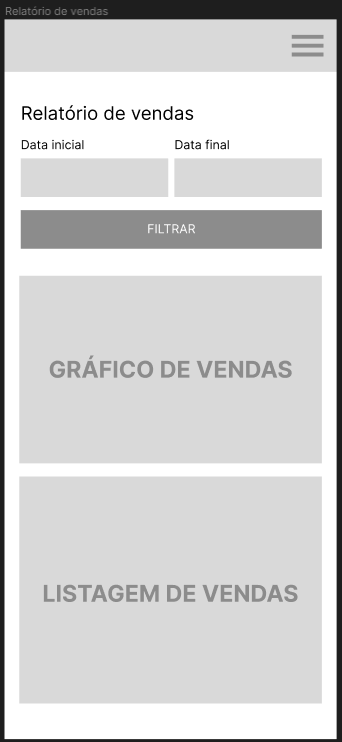 Relatório de vendas
Relatório de vendas
Data inicial Data final
FILTRAR
GRÁFICO DE VENDAS
LISTAGEM DE VENDAS